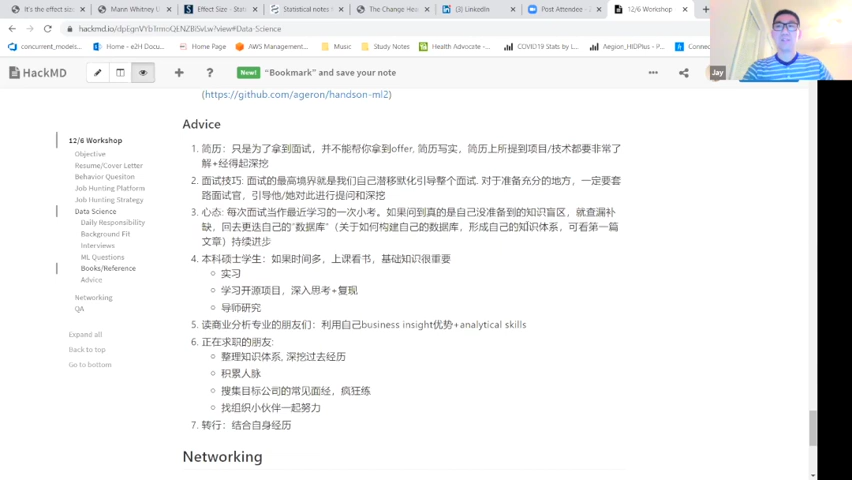 It's the effect size
Mann Whitney U
Effect Size - Stat
Statistical notes
The Change Hea
(3) LinkedIn
Post Attendee - Z
12/6 Workshop
hackmd.io/
?view#Data-Science
concurrent_models...
Home - e2H Docu...
Home Page
AWS Management...
Music
Study Notes
Health Advocate -...
COVID19 Stats by L...
Aegion_HIDPlus - P...
Connec
HackMD
New! "Bookmark" and save your note
Jay
12/6 Workshop
Objective
Resume/Cover Letter
Behavior Quesiton
Job Hunting Platforms
Job Hunting Strategy
Data Science
Daily Responsibility
Background Fit
Interviews
ML Questions
Books/Reference
Advice
Networking
QA
Expand all
Back to top
Go to bottom
(https://github.com/ageron/handson-ml2)
Advice
1. 简历：只是为了拿到面试，并不能帮你拿到offer, 简历写实，简历上所提到项目/技术都要非常了
解+经得起深挖
2. 面试技巧: 面试的最高境界就是我们自己潜移默化引导整个面试. 对于准备充分的地方，一定要套
路面试官，引导他/她对此进行提问和深挖
3. 心态: 每次面试当作最近学习的一次小考。如果问到真的是自己没准备到的知识盲区，就查漏补
缺，回去更迭自己的"数据库"（关于如何构建自己的数据库，形成自己的知识体系，可看第一篇
文章）持续进步
4. 本科硕士学生：如果时间多，上课看书，基础知识很重要
实习
学习开源项目，深入思考+复现
导师研究
5. 读商业分析专业的朋友们：利用自己business insight优势+analytical skills
6. 正在求职的朋友:
整理知识体系, 深挖过去经历
积累人脉
搜集目标公司的常见面经，疯狂练
找组织小伙伴一起努力
7. 转行：结合自身经历
Networking